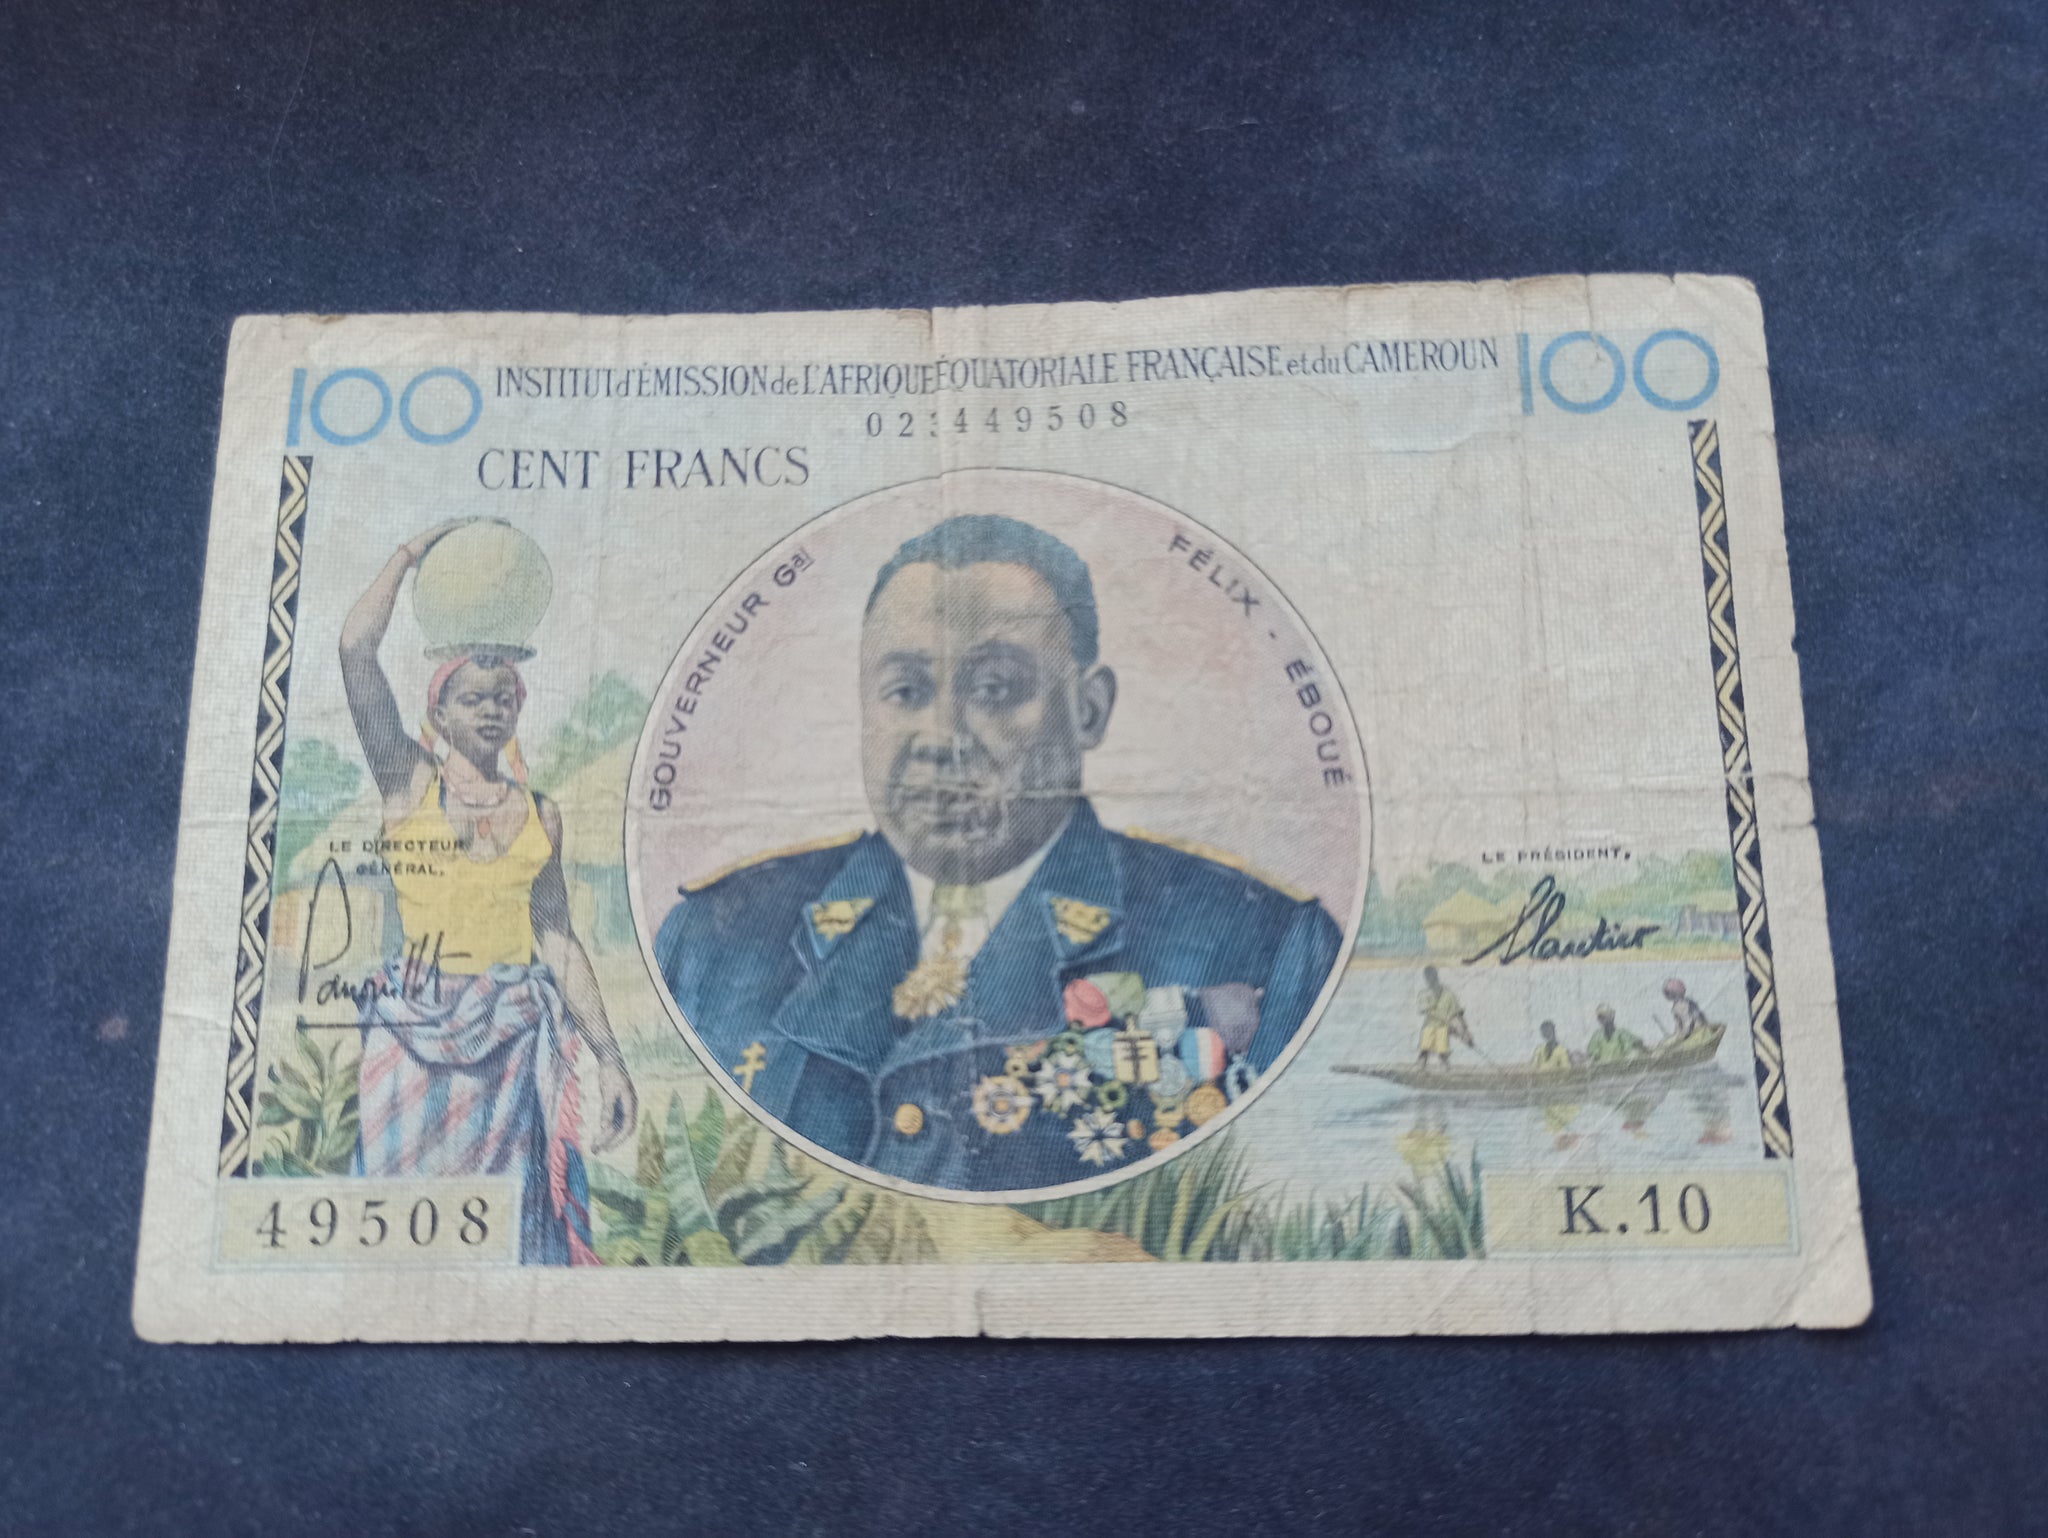 100 INSTITUT d'ÉMISSION de L'AFRIQUE ÉQUATORIALE FRANÇAISE et du CAMEROUN 100
CENT FRANCS
GOUVERNEUR Gal FÉLIX - ÉBOUÉ
LE DIRECTEUR
GÉNÉRAL,
LE PRÉSIDENT,
49508
K.10